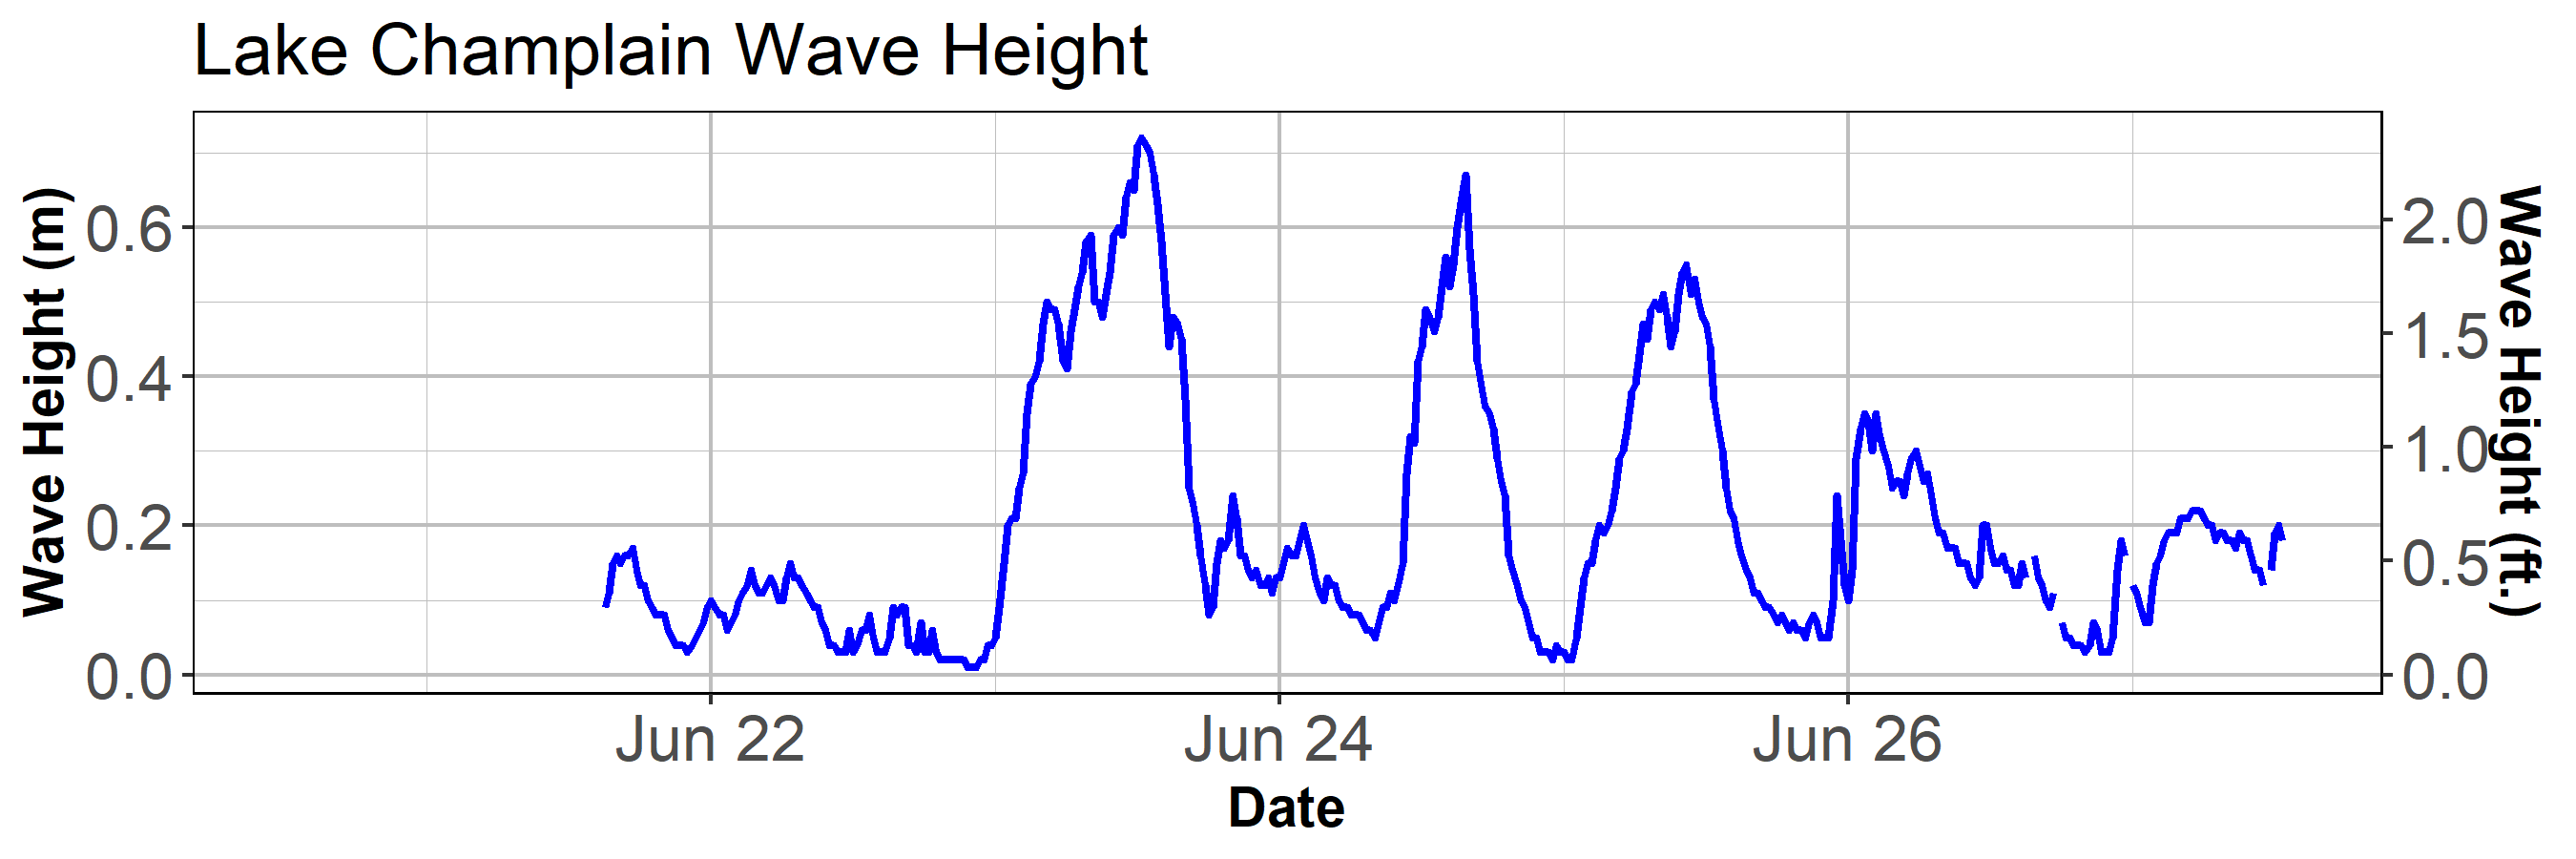 Lake Champlain Wave Height
Wave Height (m)
0.6
0.4
0.2
0.0
2.0
1.5
1.0
0.5
0.0
Wave Height (ft.)
Jun 22
Jun 24
Jun 26
Date